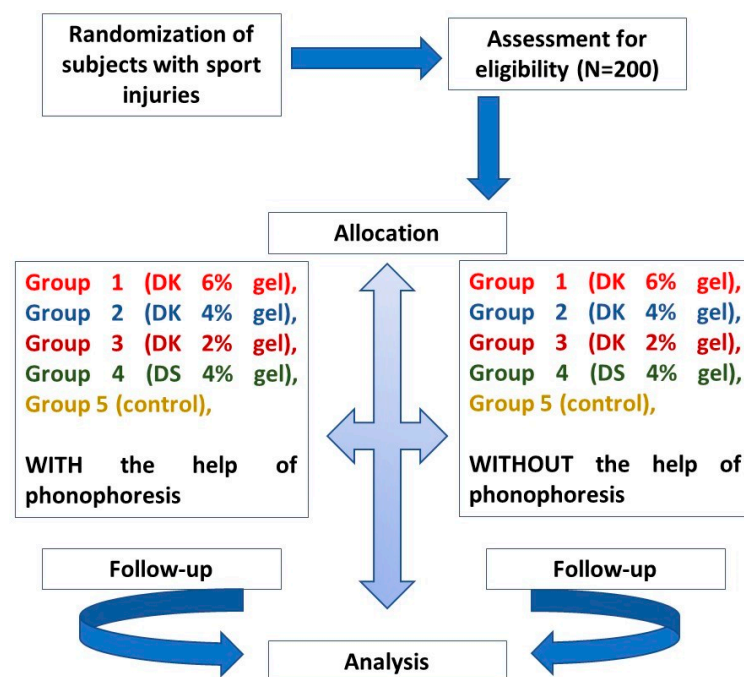 Randomization of
subjects with sport
injuries
Assessment for
eligibility (N=200)
Allocation
Group 1 (DK 6% gel),
Group 2 (DK 4% gel),
Group 3 (DK 2% gel),
Group 4 (DS 4% gel),
Group 5 (control),
WITH the help of
phonophoresis
Group 1 (DK 6% gel),
Group 2 (DK 4% gel),
Group 3 (DK 2% gel),
Group 4 (DS 4% gel),
Group 5 (control),
WITHOUT the help of
phonophoresis
Follow-up
Follow-up
Analysis